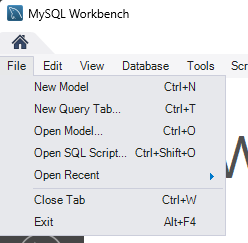 MySQL Workbench
File Edit View Database Tools
New Model Ctrl+N
New Query Tab... Ctrl+T
Open Model... Ctrl+O
Open SQL Script... Ctrl+Shift+O
Open Recent
Close Tab Ctrl+W
Exit Alt+F4